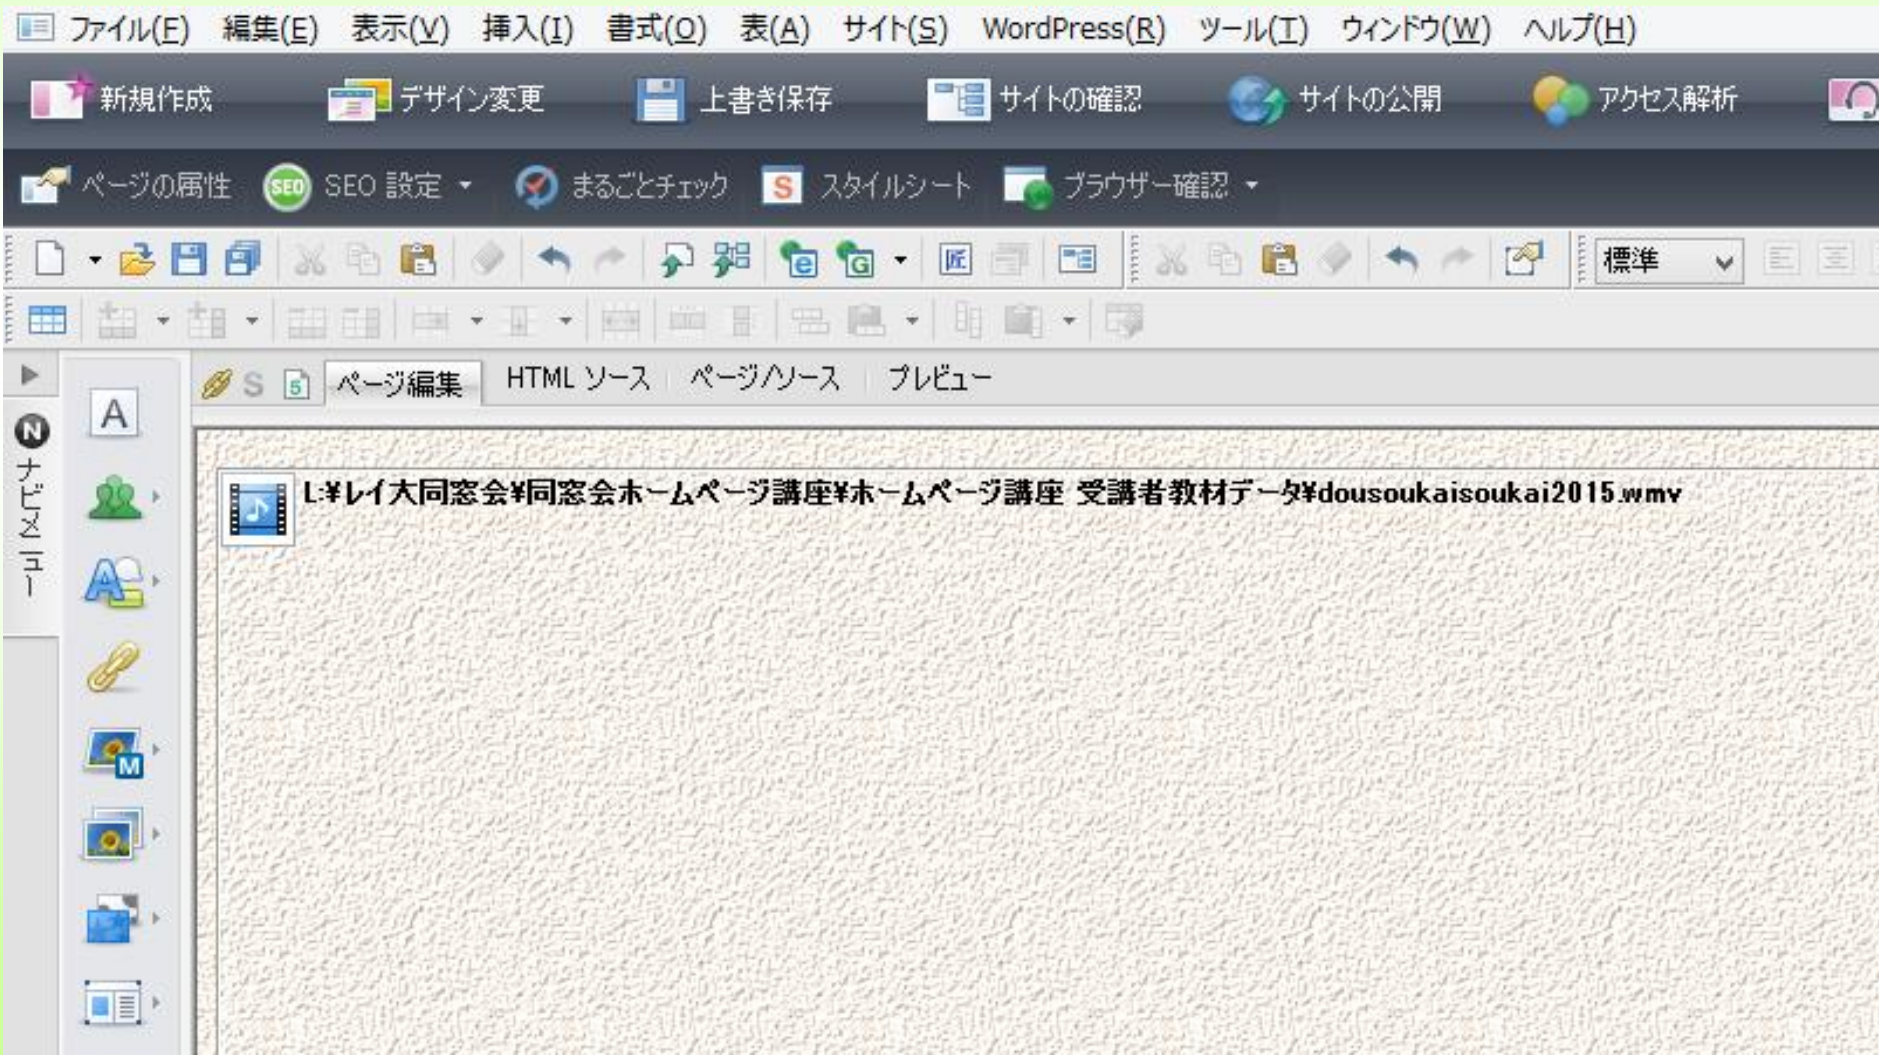 ファイル(F) 編集(E) 表示(V) 挿入(I) 書式(O) 表(A) サイト(S) WordPress(R) ツール(T) ウィンドウ(W) ヘルプ(H)
新規作成 デザイン変更 上書き保存 サイトの確認 サイトの公開 アクセス解析
ページの属性 SEO SEO 設定 まるごとチェック S スタイルシート ブラウザー確認
e G 匠 標準
S 5 ページ編集 HTML ソース ページ/ソース プレビュー
A
N ナビメニュー
L:¥レイ大同窓会¥同窓会ホームページ講座¥ホームページ講座 受講者教材データ¥dousoukaisoukai2015.wmv
A
M